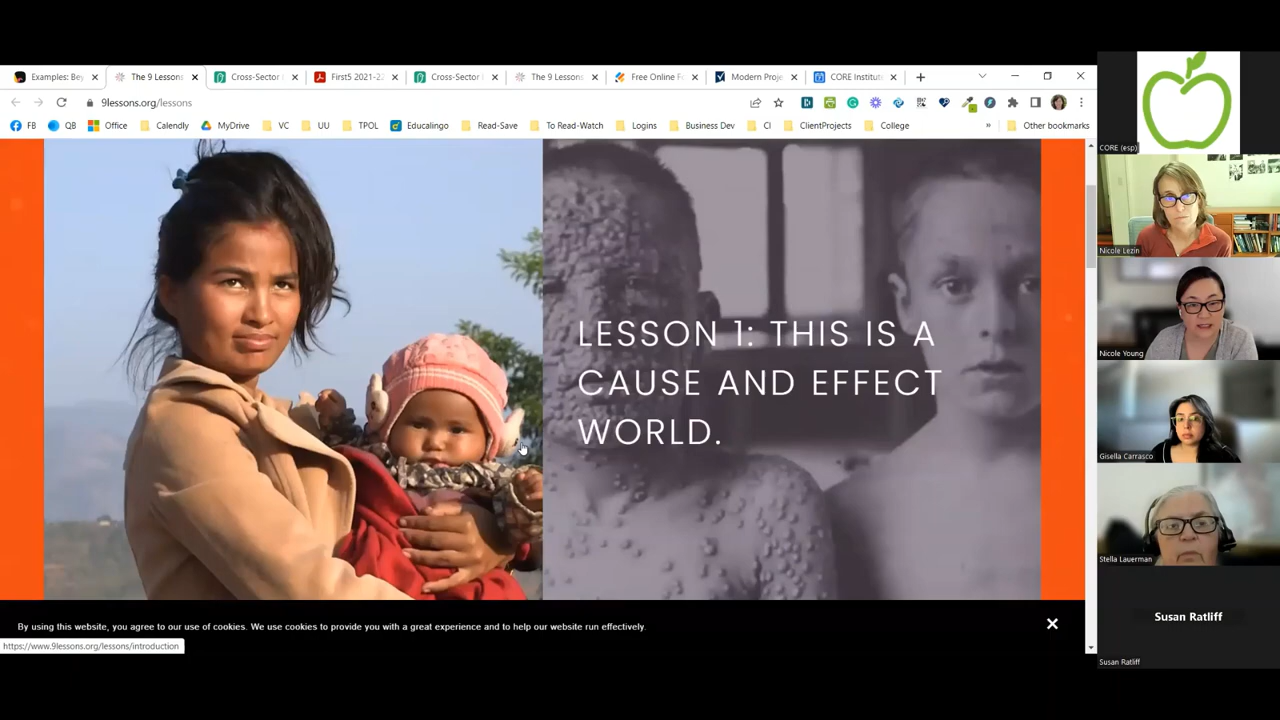 Examples: Bey
The 9 Lessons
Cross-Sector I
First5 2021-22
Cross-Sector I
The 9 Lessons
Free Online Fo
Modern Proje
CORE Institut
9lessons.org/lessons
FB
QB
Office
Calendly
MyDrive
VC
UU
TPOL
Educalingo
Read-Save
To Read-Watch
Logins
Business Dev
CI
ClientProjects
College
»
Other bookmarks
LESSON 1: THIS IS A
CAUSE AND EFFECT
WORLD.
By using this website, you agree to our use of cookies. We use cookies to provide you with a great experience and to help our website run effectively.
https://www.9lessons.org/lessons/introduction
CORE (esp)
Nicole Lezin
Nicole Young
Gisella Carrasco
Stella Lauerman
Susan Ratliff
Susan Ratliff